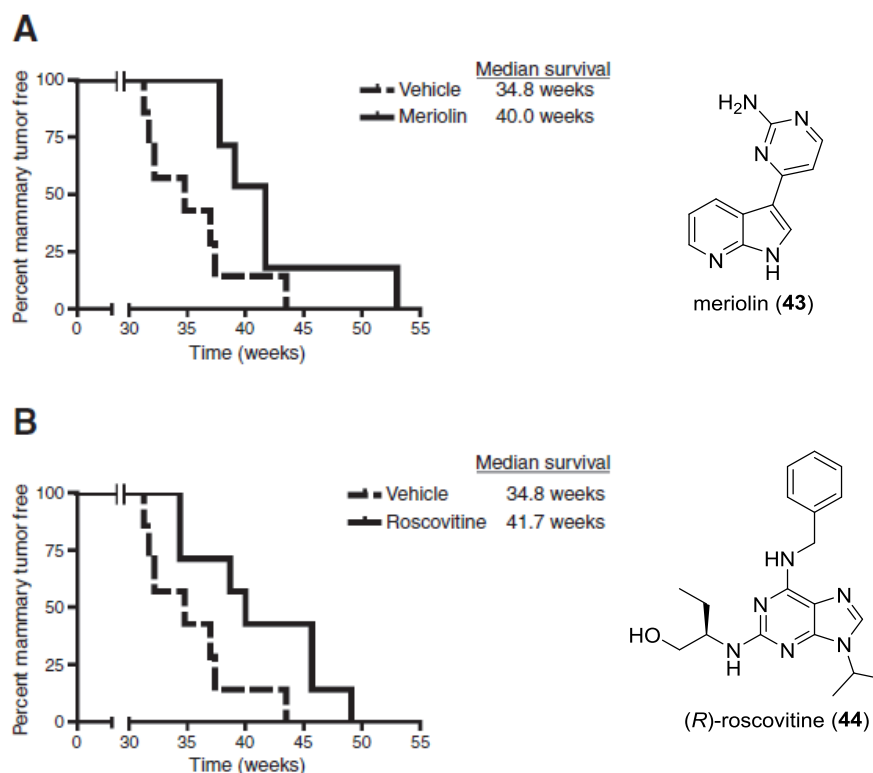 A
Median survival
Vehicle 34.8 weeks
Meriolin 40.0 weeks
Percent mammary tumor free
100
75
50
25
0
0 30 35 40 45 50 55
Time (weeks)
H2N
N
N
N
N
H
meriolin (43)
B
Median survival
Vehicle 34.8 weeks
Roscovitine 41.7 weeks
Percent mammary tumor free
100
75
50
25
0
0 30 35 40 45 50 55
Time (weeks)
HN
N
N
HO
N
H
N
N
(R)-roscovitine (44)